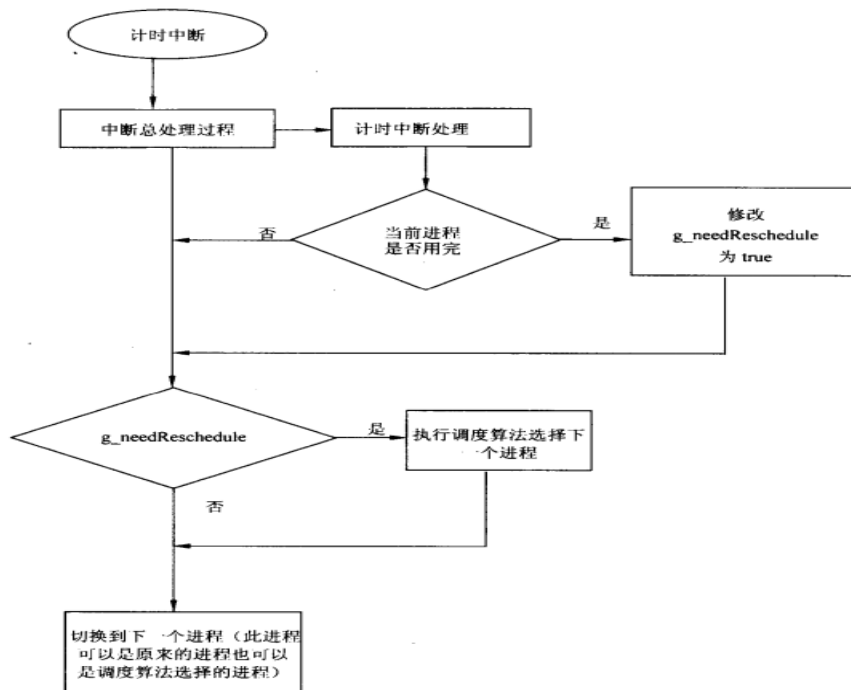 计时中断
中断总处理过程
计时中断处理
当前进程
是否用完
否
是
修改
g_needReschedule
为 true
g_needReschedule
是
执行调度算法选择下
一个进程
否
切换到下一个进程（此进程
可以是原来的进程也可以
是调度算法选择的进程）